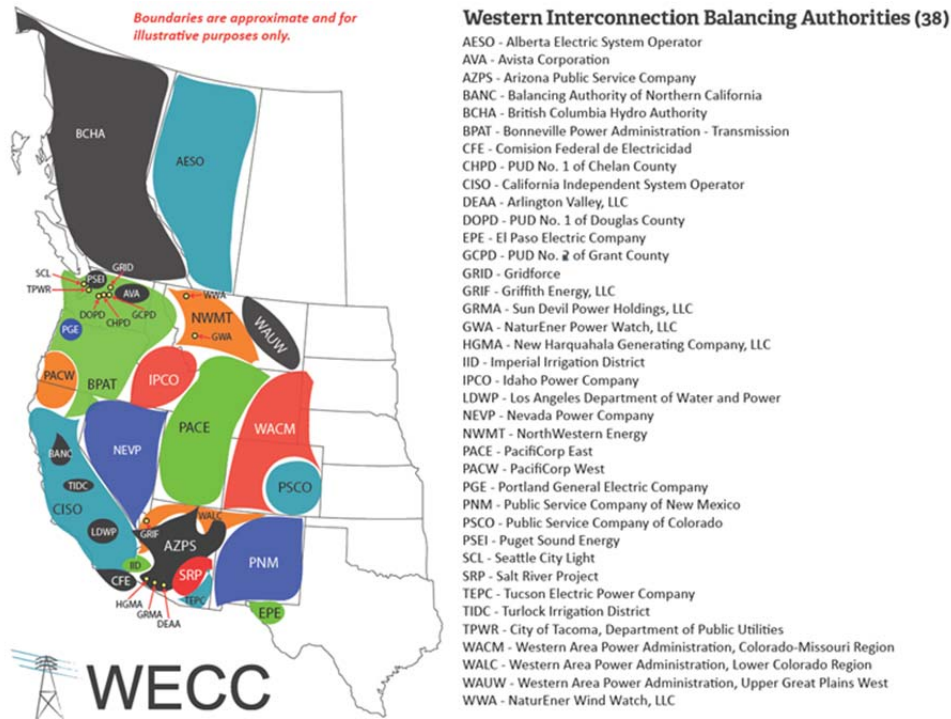 Boundaries are approximate and for
illustrative purposes only.
BCHA
AESO
SCL
PSEI
GRID
TPWR
AVA
DOPD
GCPD
CHPD
PGE
WWA
NWMT
GWA
WAUW
PACW
BPAT
IPCO
PACE
WACM
NEVP
BANC
TIDC
CISO
PSCO
LDWP
GRIF
WALC
AZPS
IID
CFE
SRP
PNM
TEPC
HGMA
GRMA
DEAA
EPE
WECC
Western Interconnection Balancing Authorities (38)
AESO - Alberta Electric System Operator
AVA - Avista Corporation
AZPS - Arizona Public Service Company
BANC - Balancing Authority of Northern California
BCHA - British Columbia Hydro Authority
BPAT - Bonneville Power Administration - Transmission
CFE - Comision Federal de Electricidad
CHPD - PUD No. 1 of Chelan County
CISO - California Independent System Operator
DEAA - Arlington Valley, LLC
DOPD - PUD No. 1 of Douglas County
EPE - El Paso Electric Company
GCPD - PUD No. 2 of Grant County
GRID - Gridforce
GRIF - Griffith Energy, LLC
GRMA - Sun Devil Power Holdings, LLC
GWA - NaturEner Power Watch, LLC
HGMA - New Harquahala Generating Company, LLC
IID - Imperial Irrigation District
IPCO - Idaho Power Company
LDWP - Los Angeles Department of Water and Power
NEVP - Nevada Power Company
NWMT - NorthWestern Energy
PACE - PacifiCorp East
PACW - PacifiCorp West
PGE - Portland General Electric Company
PNM - Public Service Company of New Mexico
PSCO - Public Service Company of Colorado
PSEI - Puget Sound Energy
SCL - Seattle City Light
SRP - Salt River Project
TEPC - Tucson Electric Power Company
TIDC - Turlock Irrigation District
TPWR - City of Tacoma, Department of Public Utilities
WACM - Western Area Power Administration, Colorado-Missouri Region
WALC - Western Area Power Administration, Lower Colorado Region
WAUW - Western Area Power Administration, Upper Great Plains West
WWA - NaturEner Wind Watch, LLC